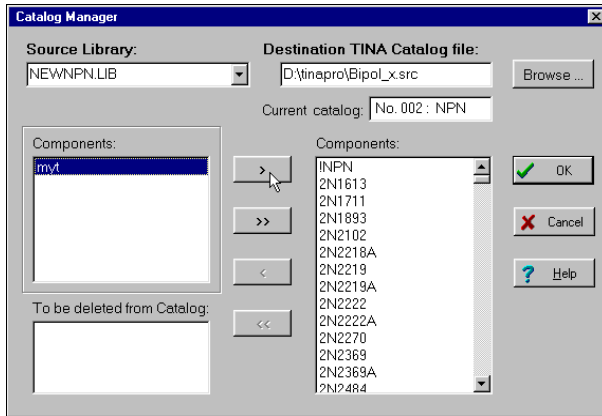 Catalog Manager
Source Library:
Destination TINA Catalog file:
NEWNPN.LIB
D:\tinapro\Bipol_x.src
Browse ...
Current catalog: No. 002 : NPN
Components:
myt
To be deleted from Catalog:
>
>>
<
<<
Components:
!NPN
2N1613
2N1711
2N1893
2N2102
2N2218A
2N2219
2N2219A
2N2222
2N2222A
2N2270
2N2369
2N2369A
2N2484
OK
Cancel
Help